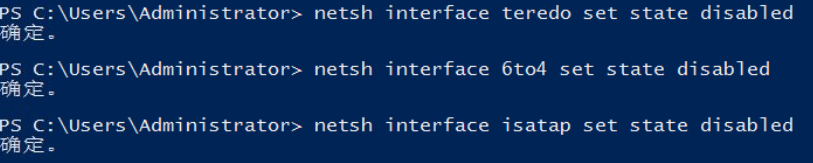 PS C:\Users\Administrator> netsh interface teredo set state disabled
确定。
PS C:\Users\Administrator> netsh interface 6to4 set state disabled
确定。
PS C:\Users\Administrator> netsh interface isatap set state disabled
确定。